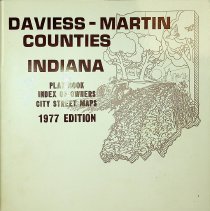 DAVIESS - MARTIN
COUNTIES
INDIANA
PLAT BOOK
INDEX OF OWNERS
CITY STREET MAPS
1977 EDITION